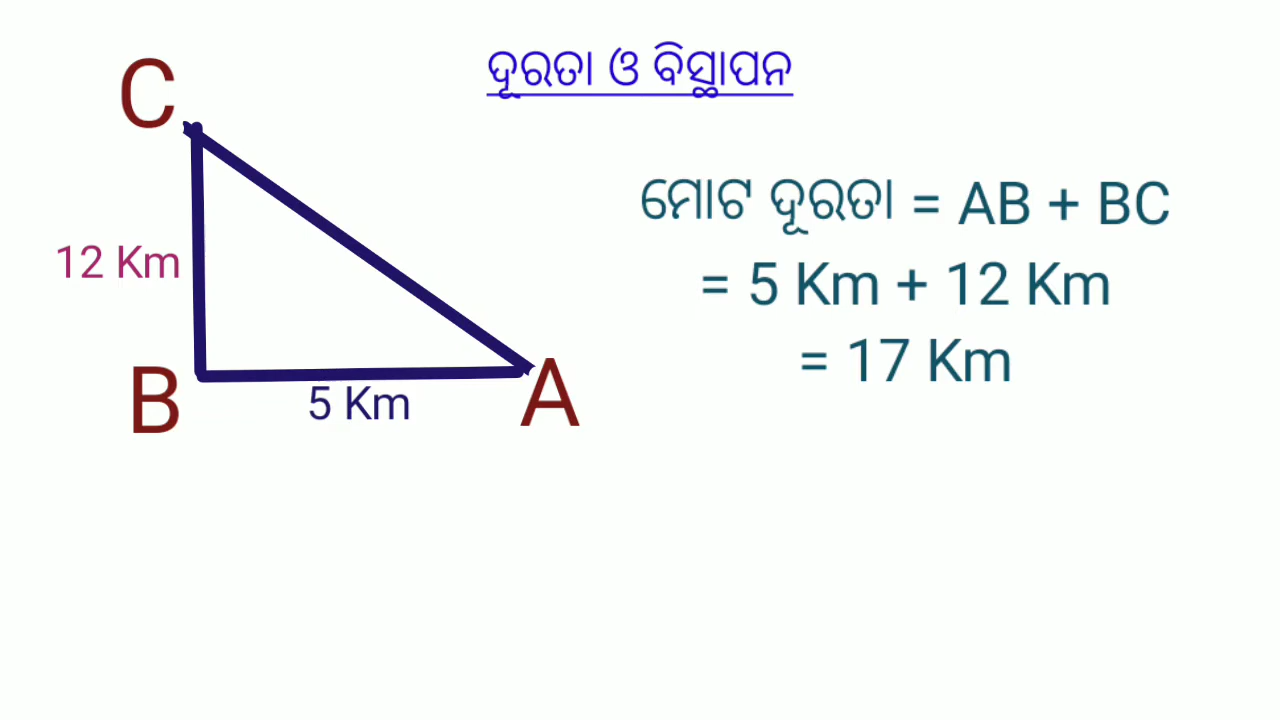 ଦୂରତା ଓ ବିସ୍ଥାପନ
C
12 Km
B
5 Km
A
ମୋଟ ଦୂରତା = AB + BC
= 5 Km + 12 Km
= 17 Km